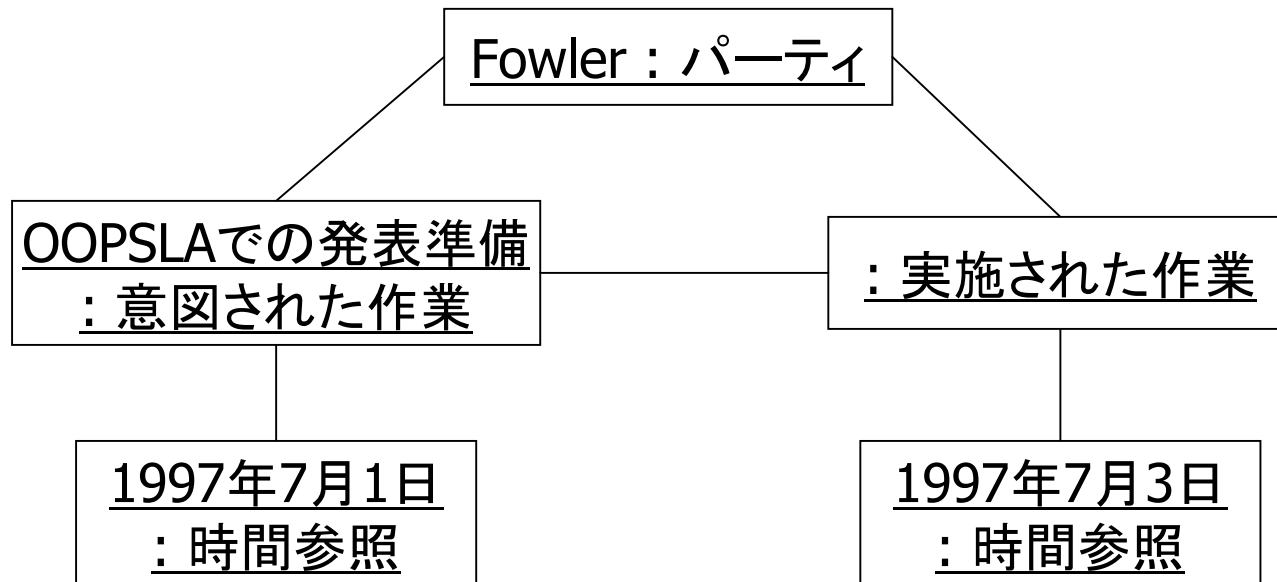 Fowler：パーティ
OOPSLAでの発表準備
：意図された作業
：実施された作業
1997年7月1日
：時間参照
1997年7月3日
：時間参照